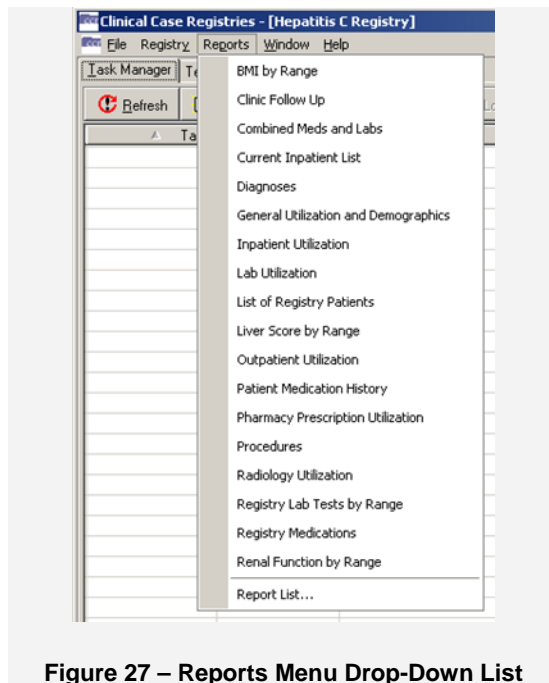 Clinical Case Registries - [Hepatitis C Registry]
File Registry Reports Window Help
Task Manager Te
Refresh
Ta
BMI by Range
Clinic Follow Up
Combined Meds and Labs
Current Inpatient List
Diagnoses
General Utilization and Demographics
Inpatient Utilization
Lab Utilization
List of Registry Patients
Liver Score by Range
Outpatient Utilization
Patient Medication History
Pharmacy Prescription Utilization
Procedures
Radiology Utilization
Registry Lab Tests by Range
Registry Medications
Renal Function by Range
Report List...
Figure 27 – Reports Menu Drop-Down List